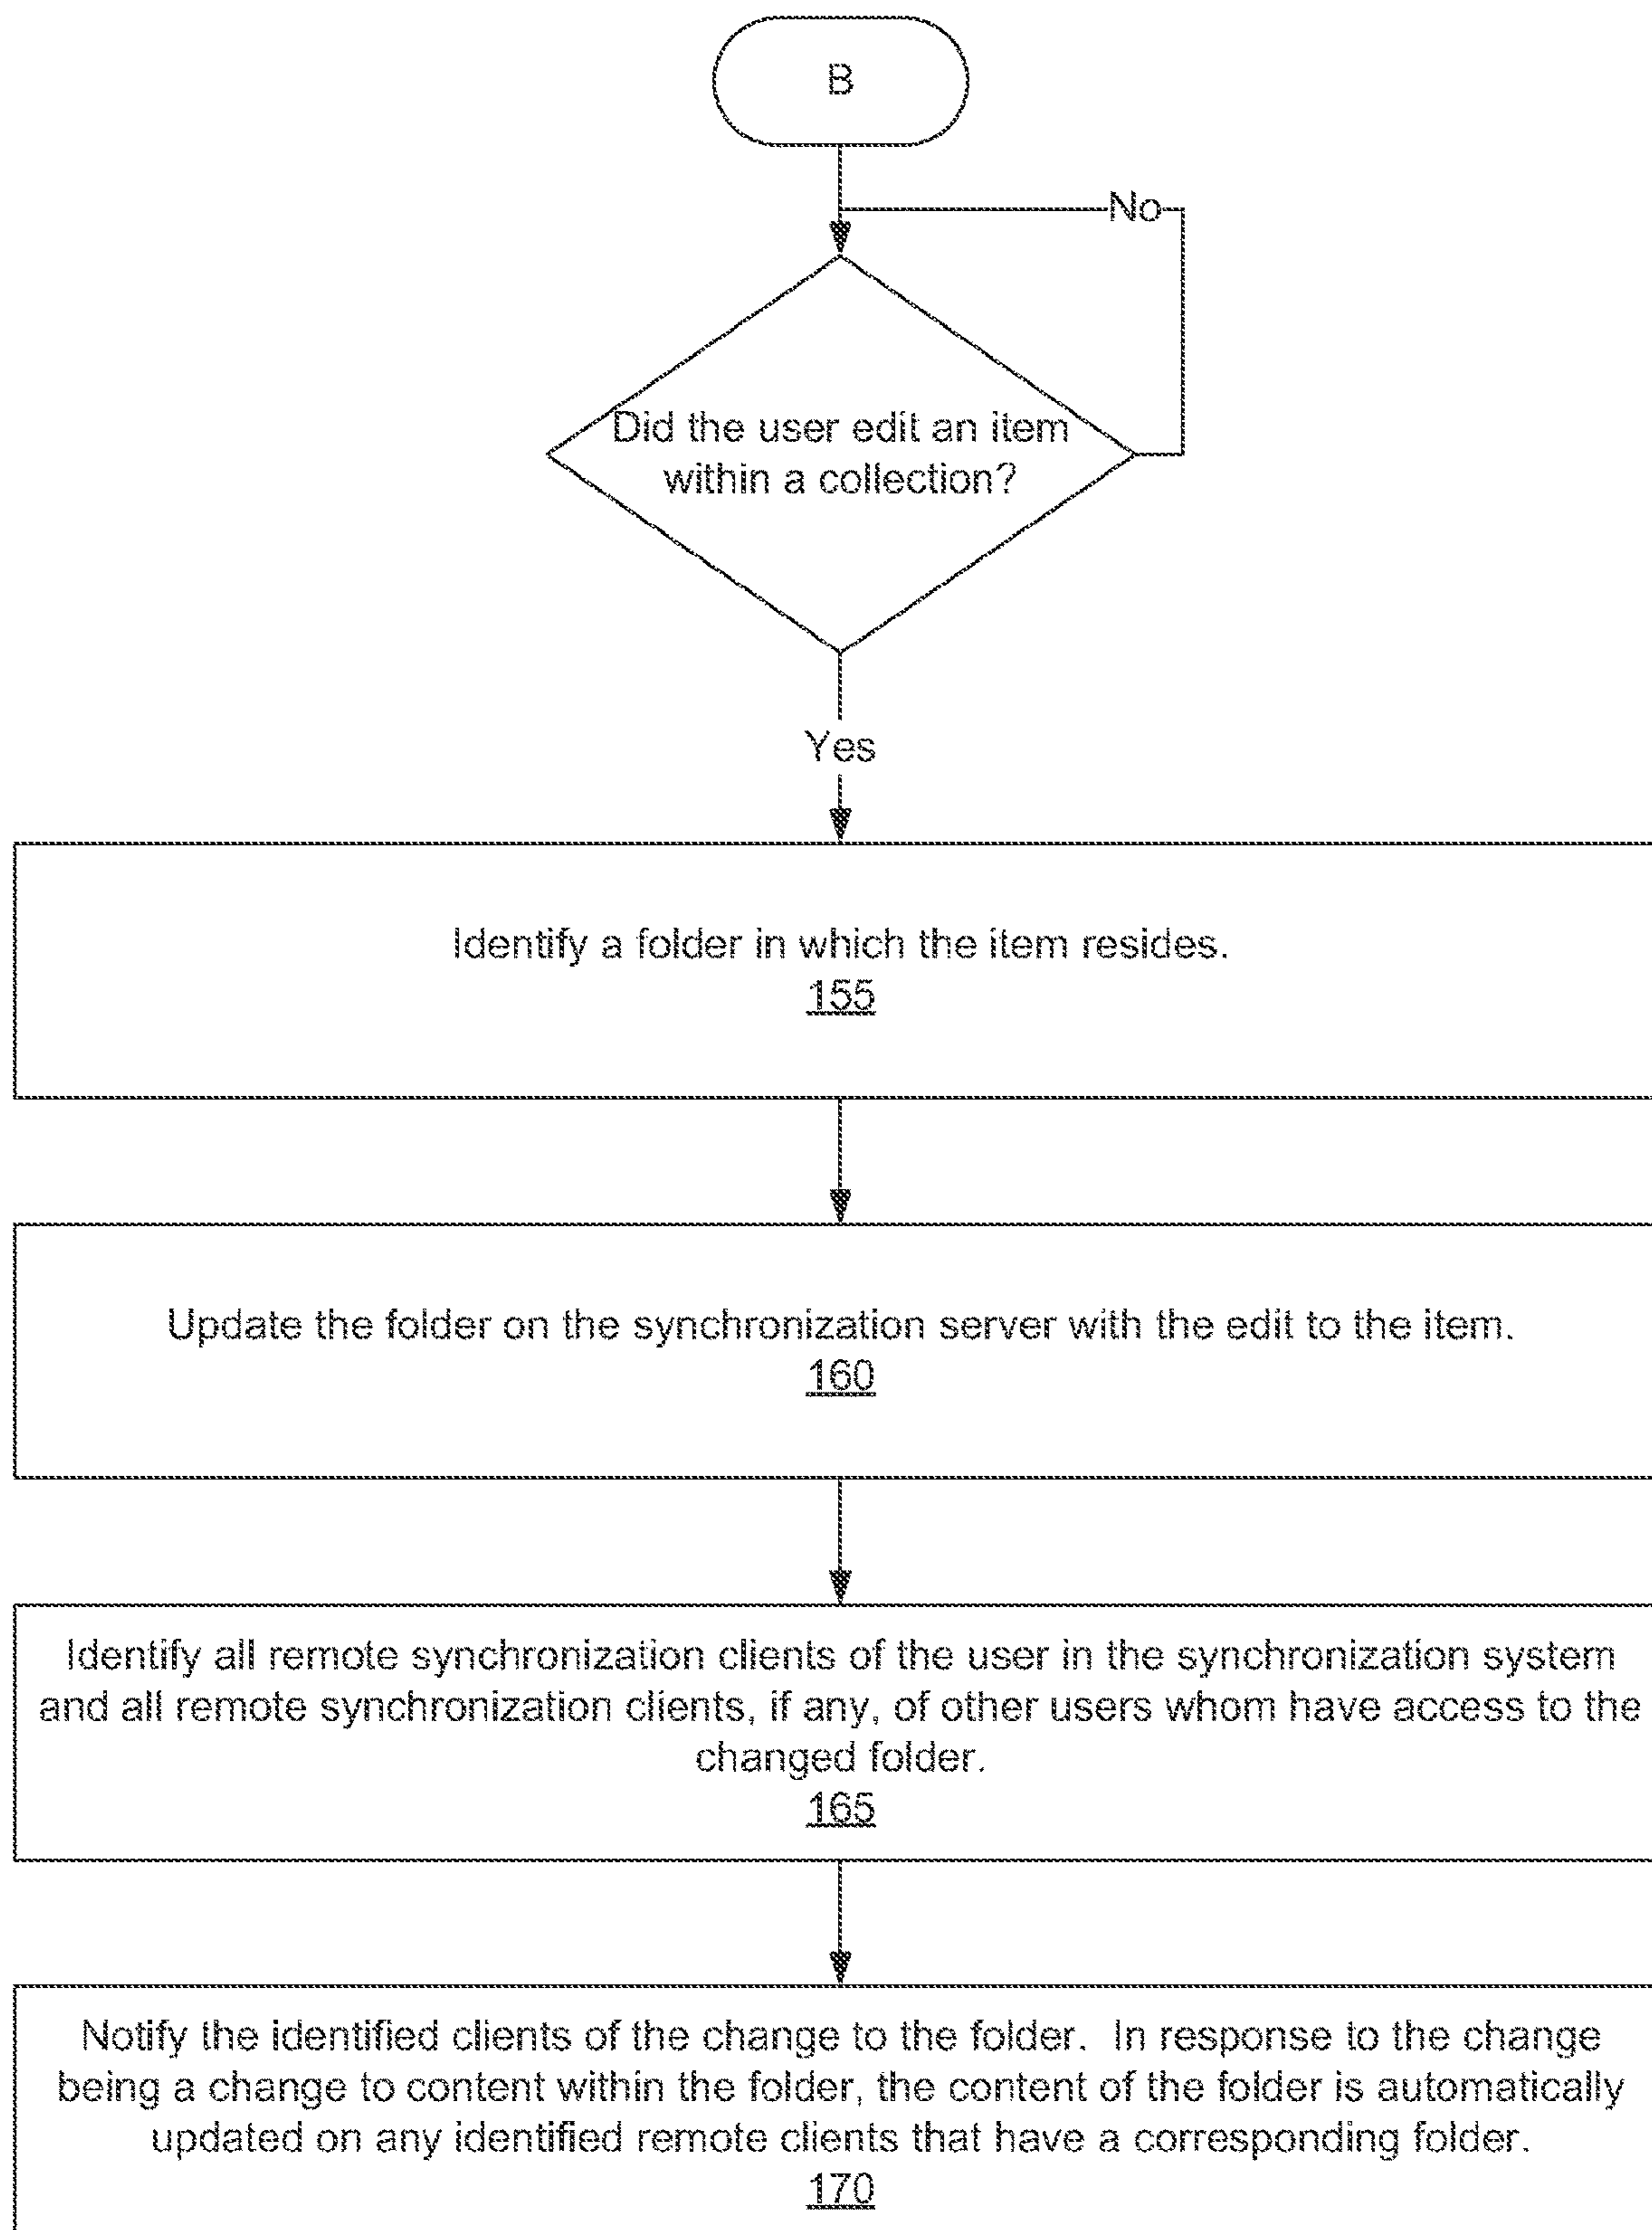 B
No
Did the user edit an item
within a collection?
Yes
Identify a folder in which the item resides.
155
Update the folder on the synchronization server with the edit to the item.
160
Identify all remote synchronization clients of the user in the synchronization system
and all remote synchronization clients, if any, of other users whom have access to the
changed folder.
165
Notify the identified clients of the change to the folder.  In response to the change
being a change to content within the folder, the content of the folder is automatically
updated on any identified remote clients that have a corresponding folder.
170